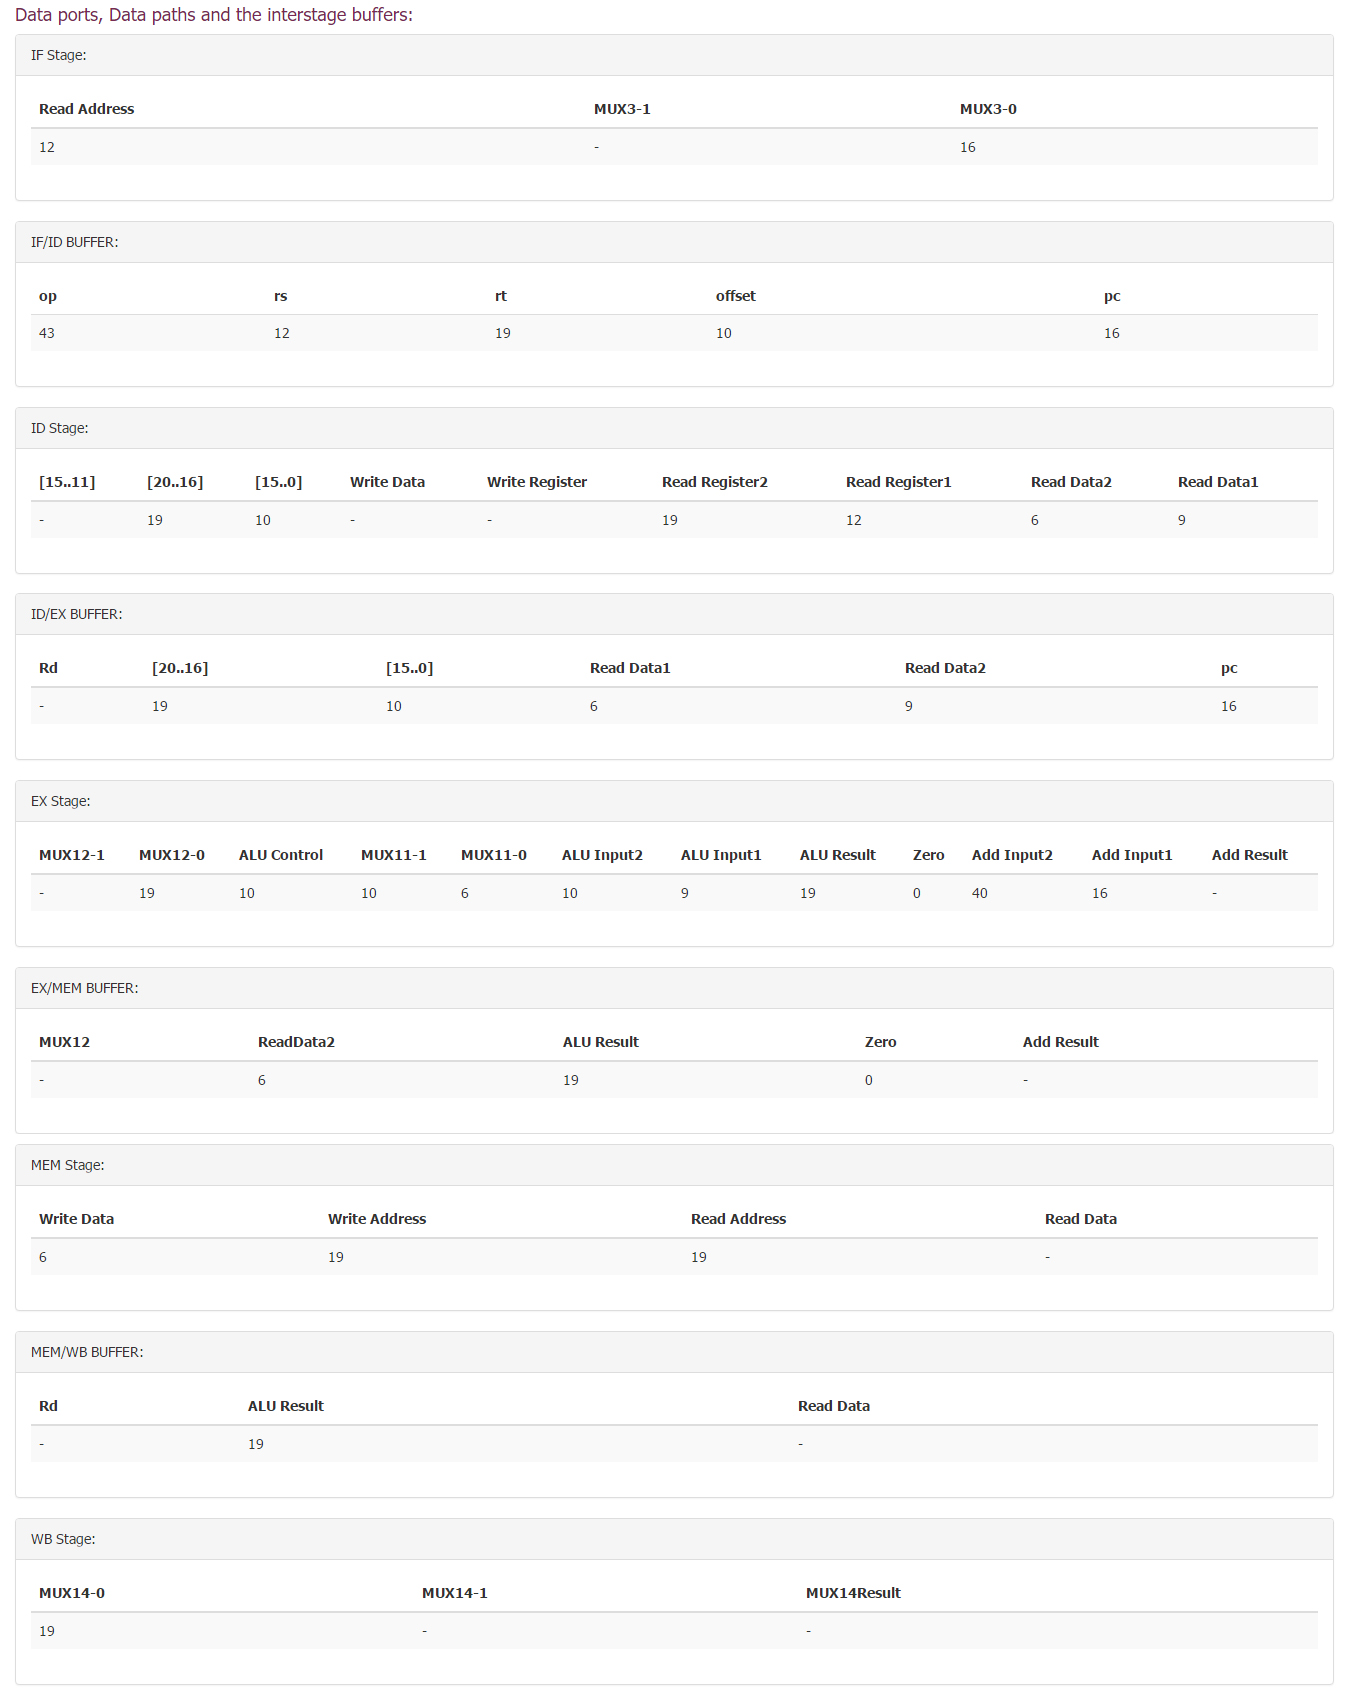 Data ports, Data paths and the interstage buffers:
IF Stage:
Read Address MUX3-1 MUX3-0
12 - 16
IF/ID BUFFER:
op rs rt offset pc
43 12 19 10 16
ID Stage:
[15..11] [20..16] [15..0] Write Data Write Register Read Register2 Read Register1 Read Data2 Read Data1
- 19 10 - - 19 12 6 9
ID/EX BUFFER:
Rd [20..16] [15..0] Read Data1 Read Data2 pc
- 19 10 6 9 16
EX Stage:
MUX12-1 MUX12-0 ALU Control MUX11-1 MUX11-0 ALU Input2 ALU Input1 ALU Result Zero Add Input2 Add Input1 Add Result
- 19 10 10 6 10 9 19 0 40 16 -
EX/MEM BUFFER:
MUX12 ReadData2 ALU Result Zero Add Result
- 6 19 0 -
MEM Stage:
Write Data Write Address Read Address Read Data
6 19 19 -
MEM/WB BUFFER:
Rd ALU Result Read Data
- 19 -
WB Stage:
MUX14-0 MUX14-1 MUX14Result
19 - -